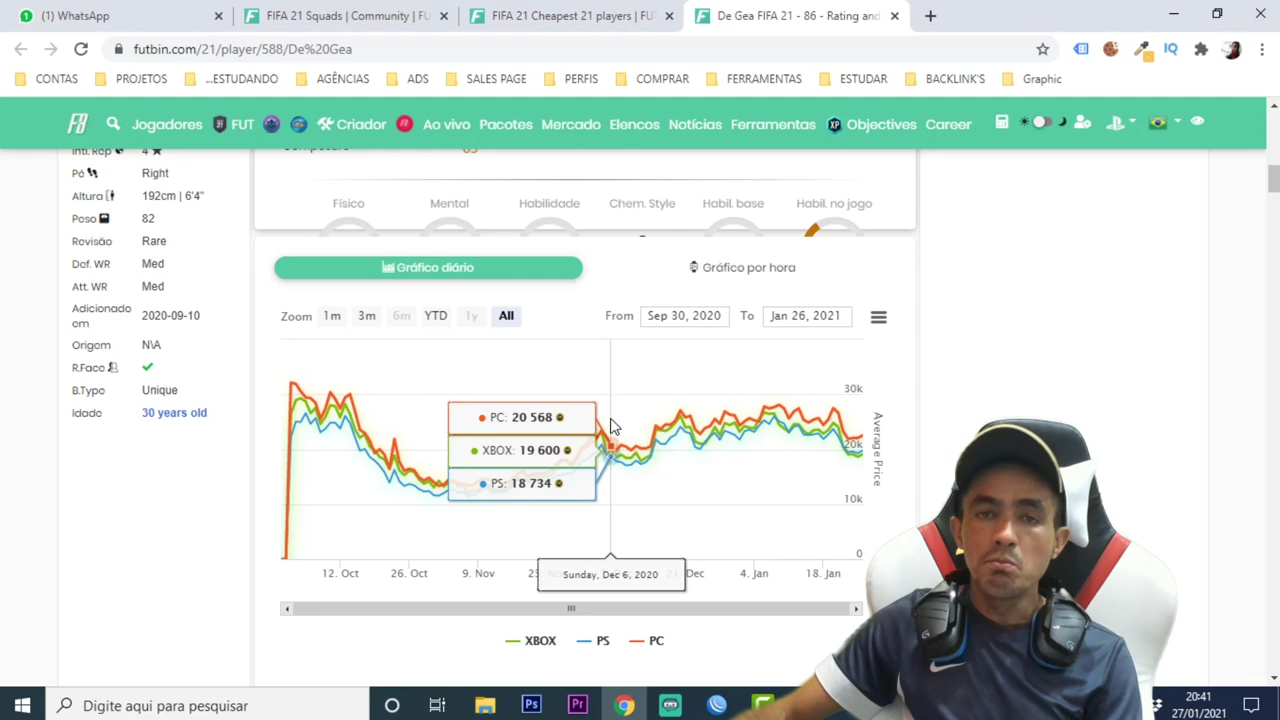 (1) WhatsApp
FIFA 21 Squads | Community | FU
FIFA 21 Cheapest 21 players | FUT
De Gea FIFA 21 - 86 - Rating and
futbin.com/21/player/588/De%20Gea
IQ
CONTAS PROJETOS ...ESTUDANDO AGÊNCIAS ADS SALES PAGE PERFIS COMPRAR FERRAMENTAS ESTUDAR BACKLINK'S Graphic
F8 Jogadores FUT Criador Ao vivo Pacotes Mercado Elencos Notícias Ferramentas XP Objectives Career
Intl. Rep 4 ★
Pé Right
Altura 192cm | 6'4"
Peso 82
Revisão Rare
Def. WR Med
Att. WR Med
Adicionado em 2020-09-10
Origem N\A
R.Face
B.Type Unique
Idade 30 years old
Físico Mental Habilidade Chem. Style Habil. base Habil. no jogo
Gráfico diário Gráfico por hora
Zoom 1m 3m 6m YTD 1y All From Sep 30, 2020 To Jan 26, 2021
30k
20k
10k
0
Average Price
PC: 20 568
XBOX: 19 600
PS: 18 734
12. Oct 26. Oct 9. Nov Dec 4. Jan 18. Jan
Sunday, Dec 6, 2020
XBOX PS PC
Digite aqui para pesquisar
Ps Pr
20:41
27/01/2021